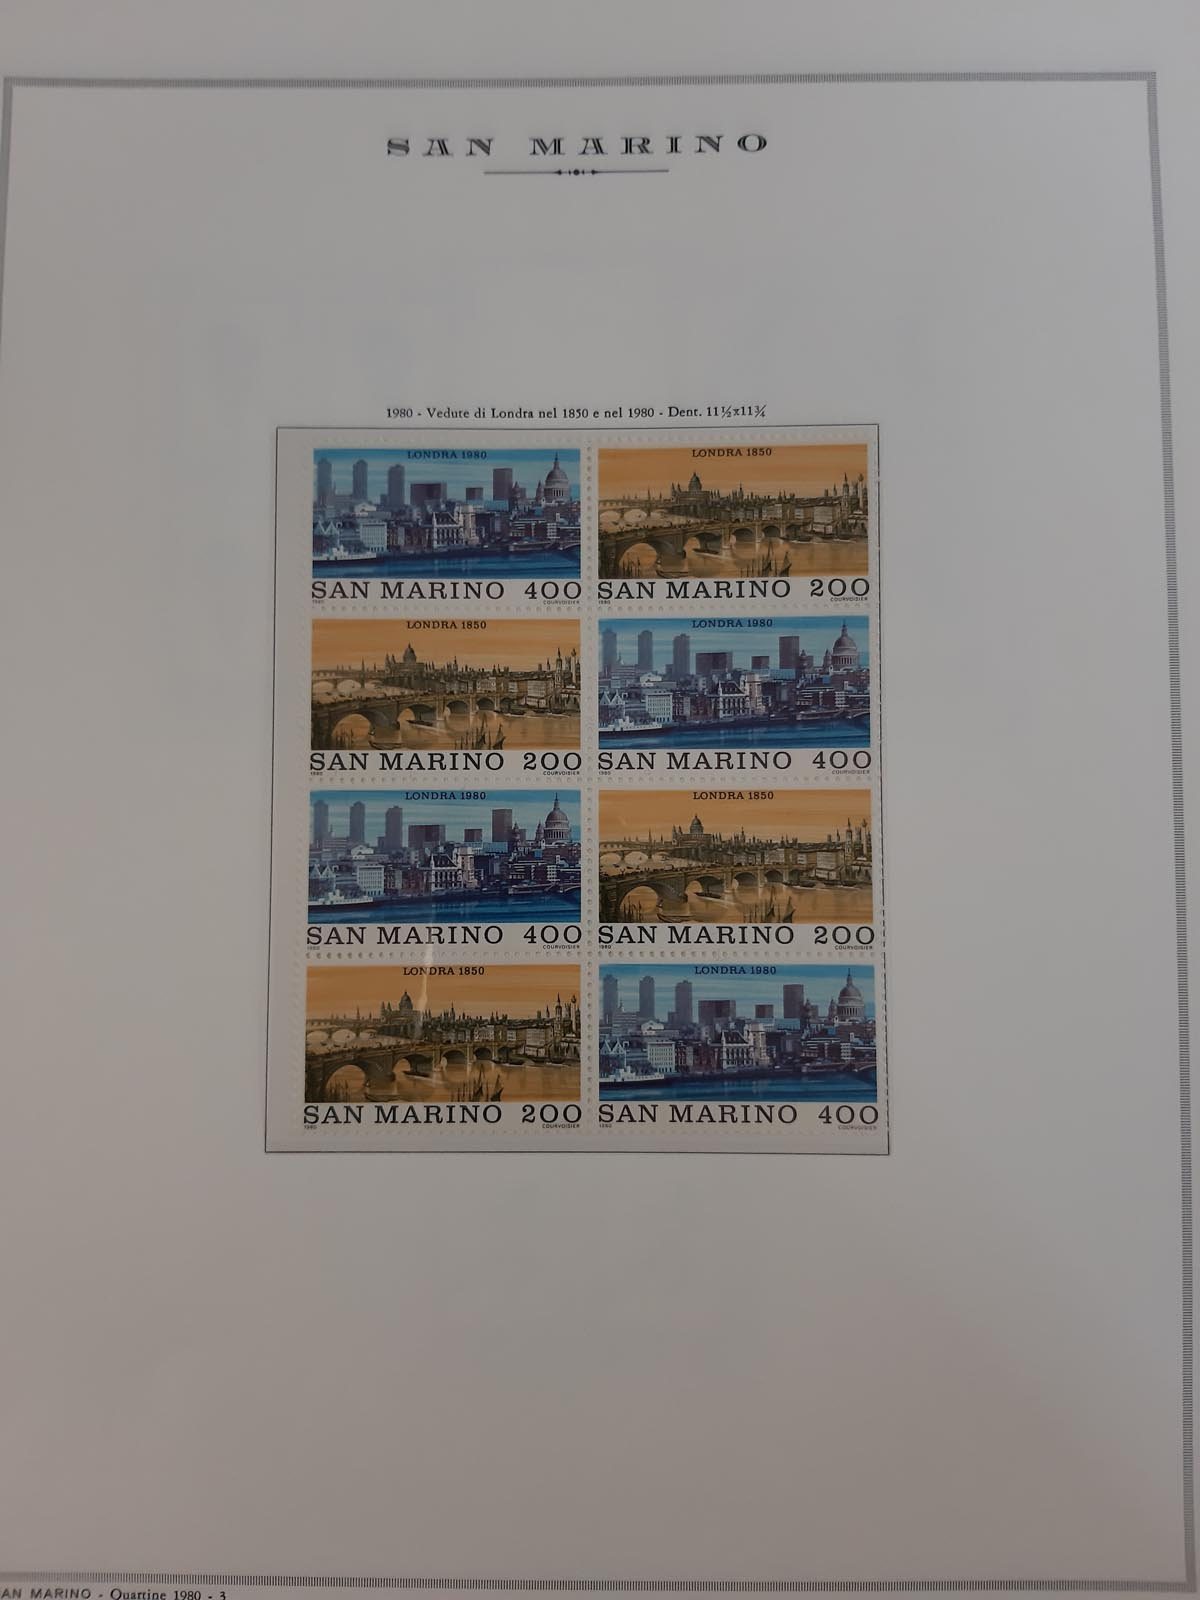 SAN MARINO
1980 - Vedute di Londra nel 1850 e nel 1980 - Dent. 11½x11¾
LONDRA 1980
SAN MARINO 400
1980 COURVOISIER
LONDRA 1850
SAN MARINO 200
1980 COURVOISIER
LONDRA 1850
SAN MARINO 200
1980 COURVOISIER
LONDRA 1980
SAN MARINO 400
1980 COURVOISIER
LONDRA 1980
SAN MARINO 400
1980 COURVOISIER
LONDRA 1850
SAN MARINO 200
1980 COURVOISIER
LONDRA 1850
SAN MARINO 200
1980 COURVOISIER
LONDRA 1980
SAN MARINO 400
1980 COURVOISIER
AN MARINO - Quartine 1980 - 3